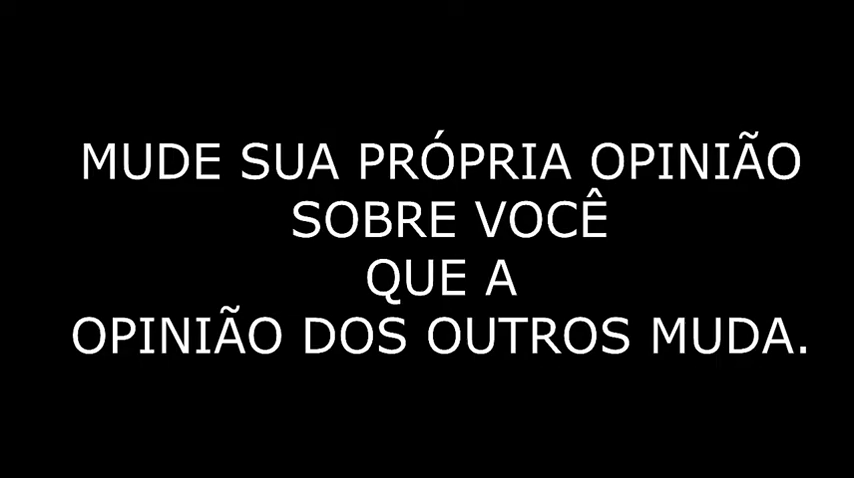 MUDE SUA PRÓPRIA OPINIÃO
SOBRE VOCÊ
QUE A
OPINIÃO DOS OUTROS MUDA.